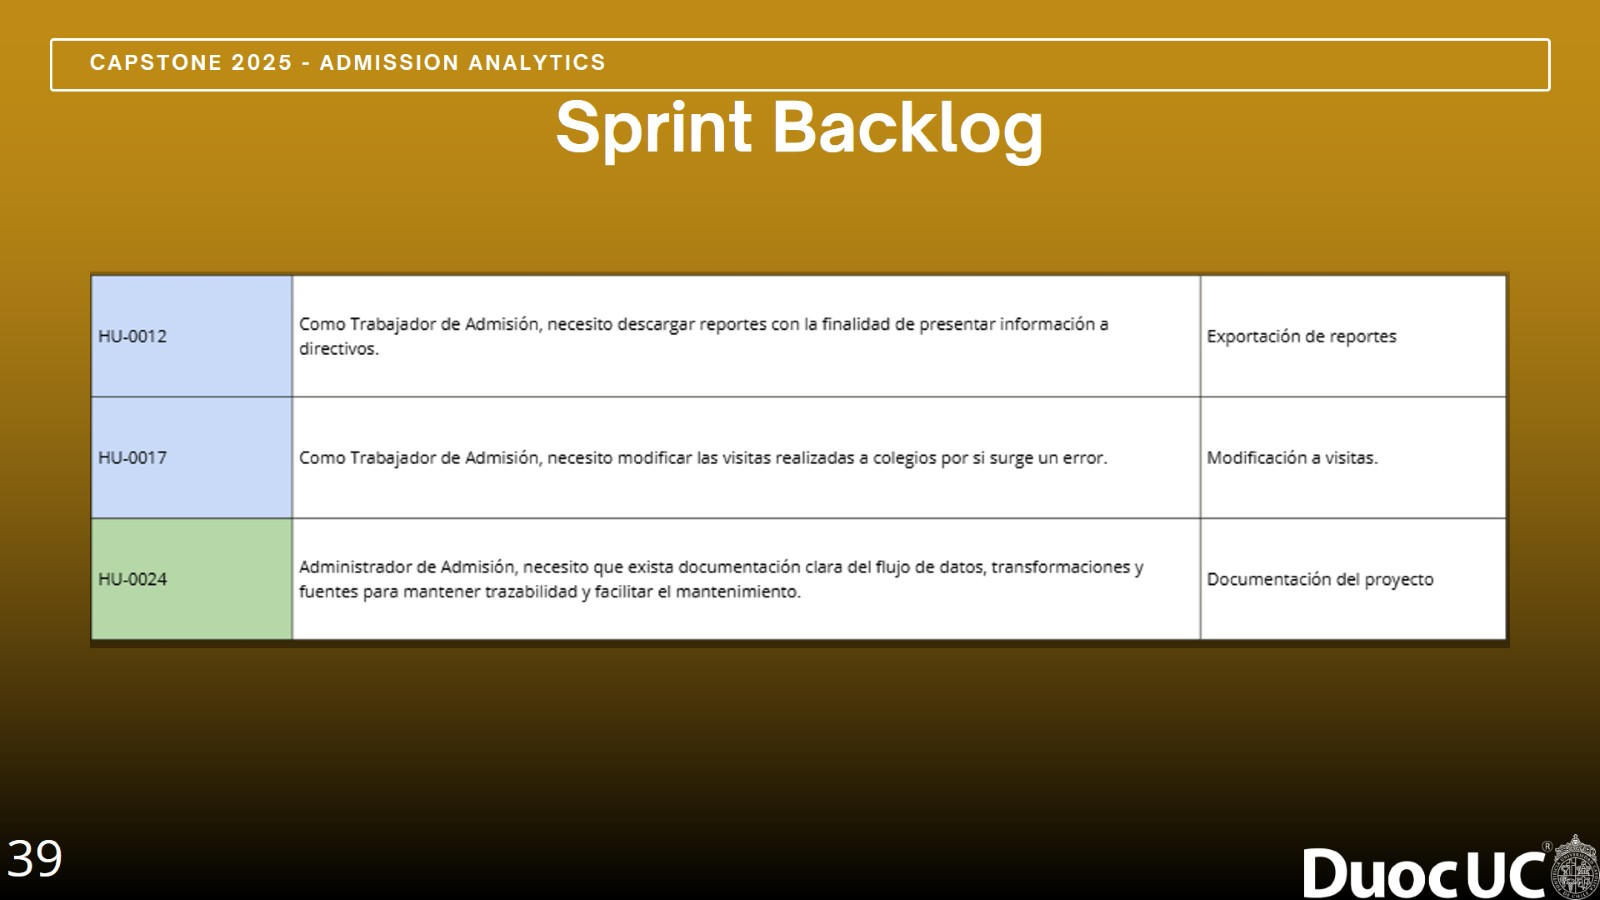 CAPSTONE 2025 - ADMISSION ANALYTICS
Sprint Backlog
HU-0012
Como Trabajador de Admisión, necesito descargar reportes con la finalidad de presentar información a
directivos.
Exportación de reportes
HU-0017
Como Trabajador de Admisión, necesito modificar las visitas realizadas a colegios por si surge un error.
Modificación a visitas.
HU-0024
Administrador de Admisión, necesito que exista documentación clara del flujo de datos, transformaciones y
fuentes para mantener trazabilidad y facilitar el mantenimiento.
Documentación del proyecto
39
DuocUC®